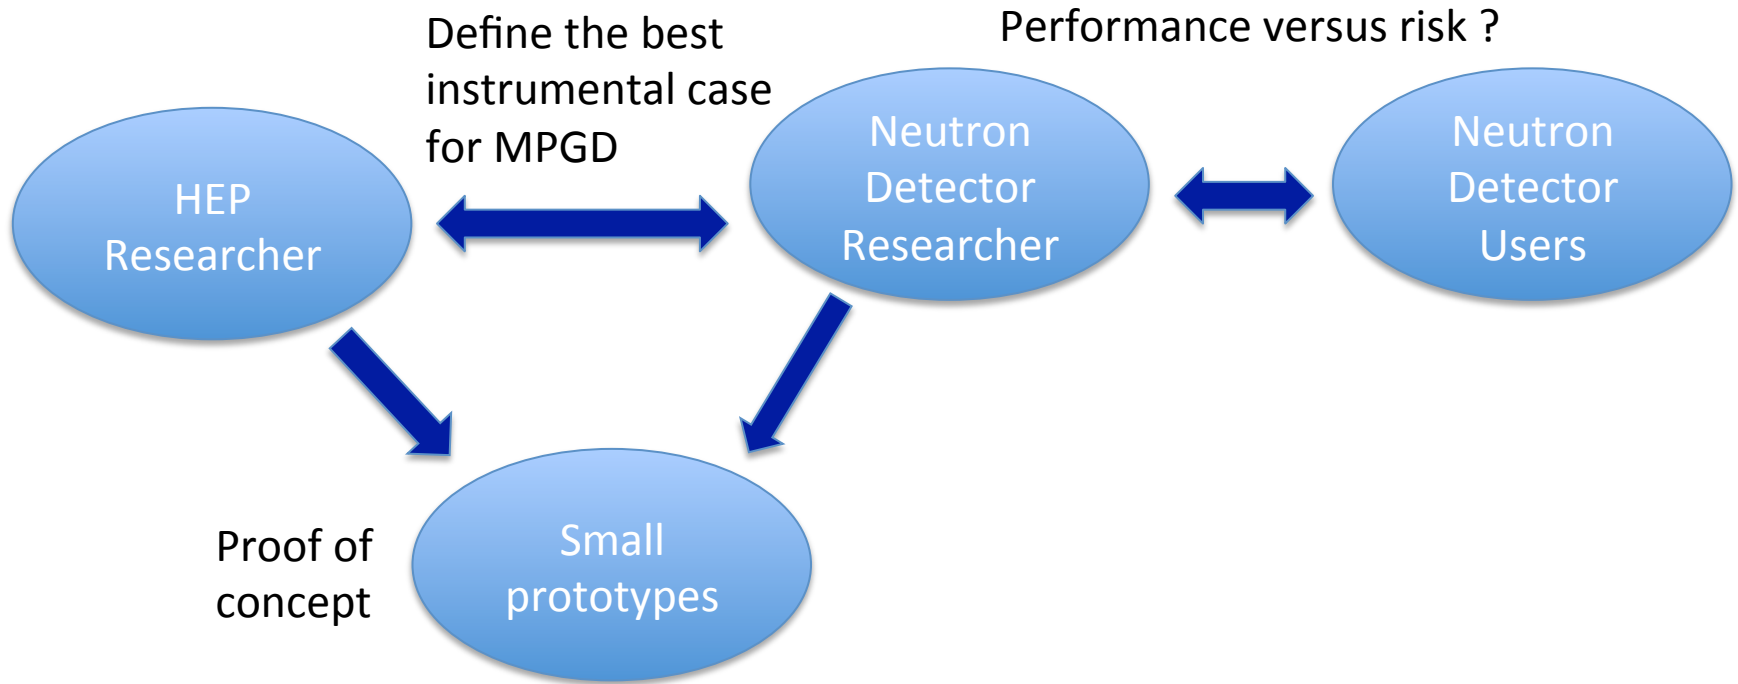 Define the best
instrumental case
for MPGD
Performance versus risk ?
HEP
Researcher
Neutron
Detector
Researcher
Neutron
Detector
Users
Proof of
concept
Small
prototypes